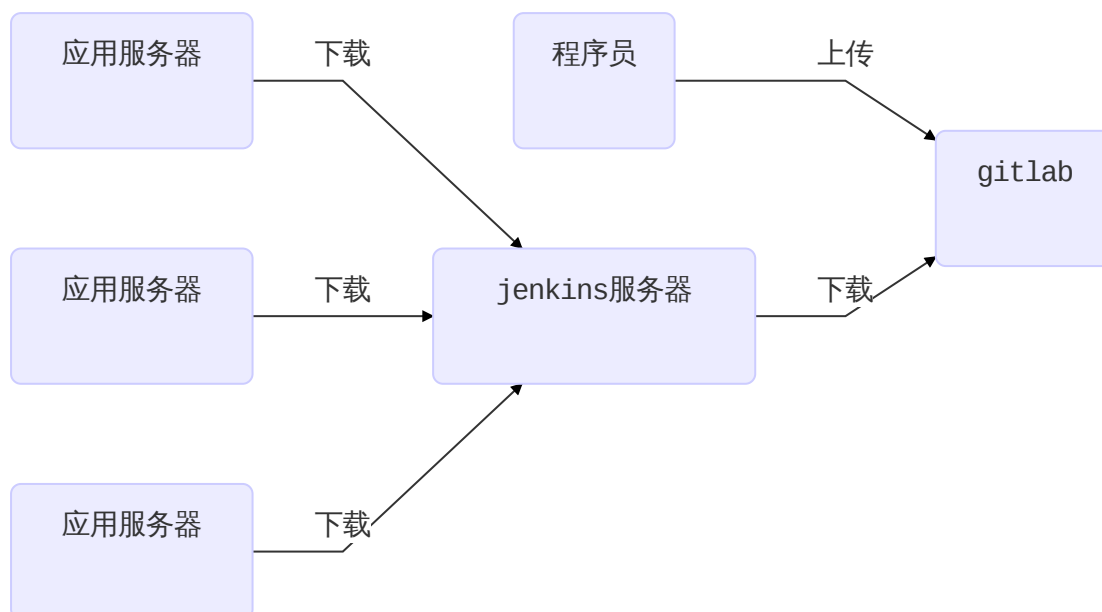 应用服务器
下载
程序员
上传
gitlab
应用服务器
下载
jenkins服务器
下载
应用服务器
下载